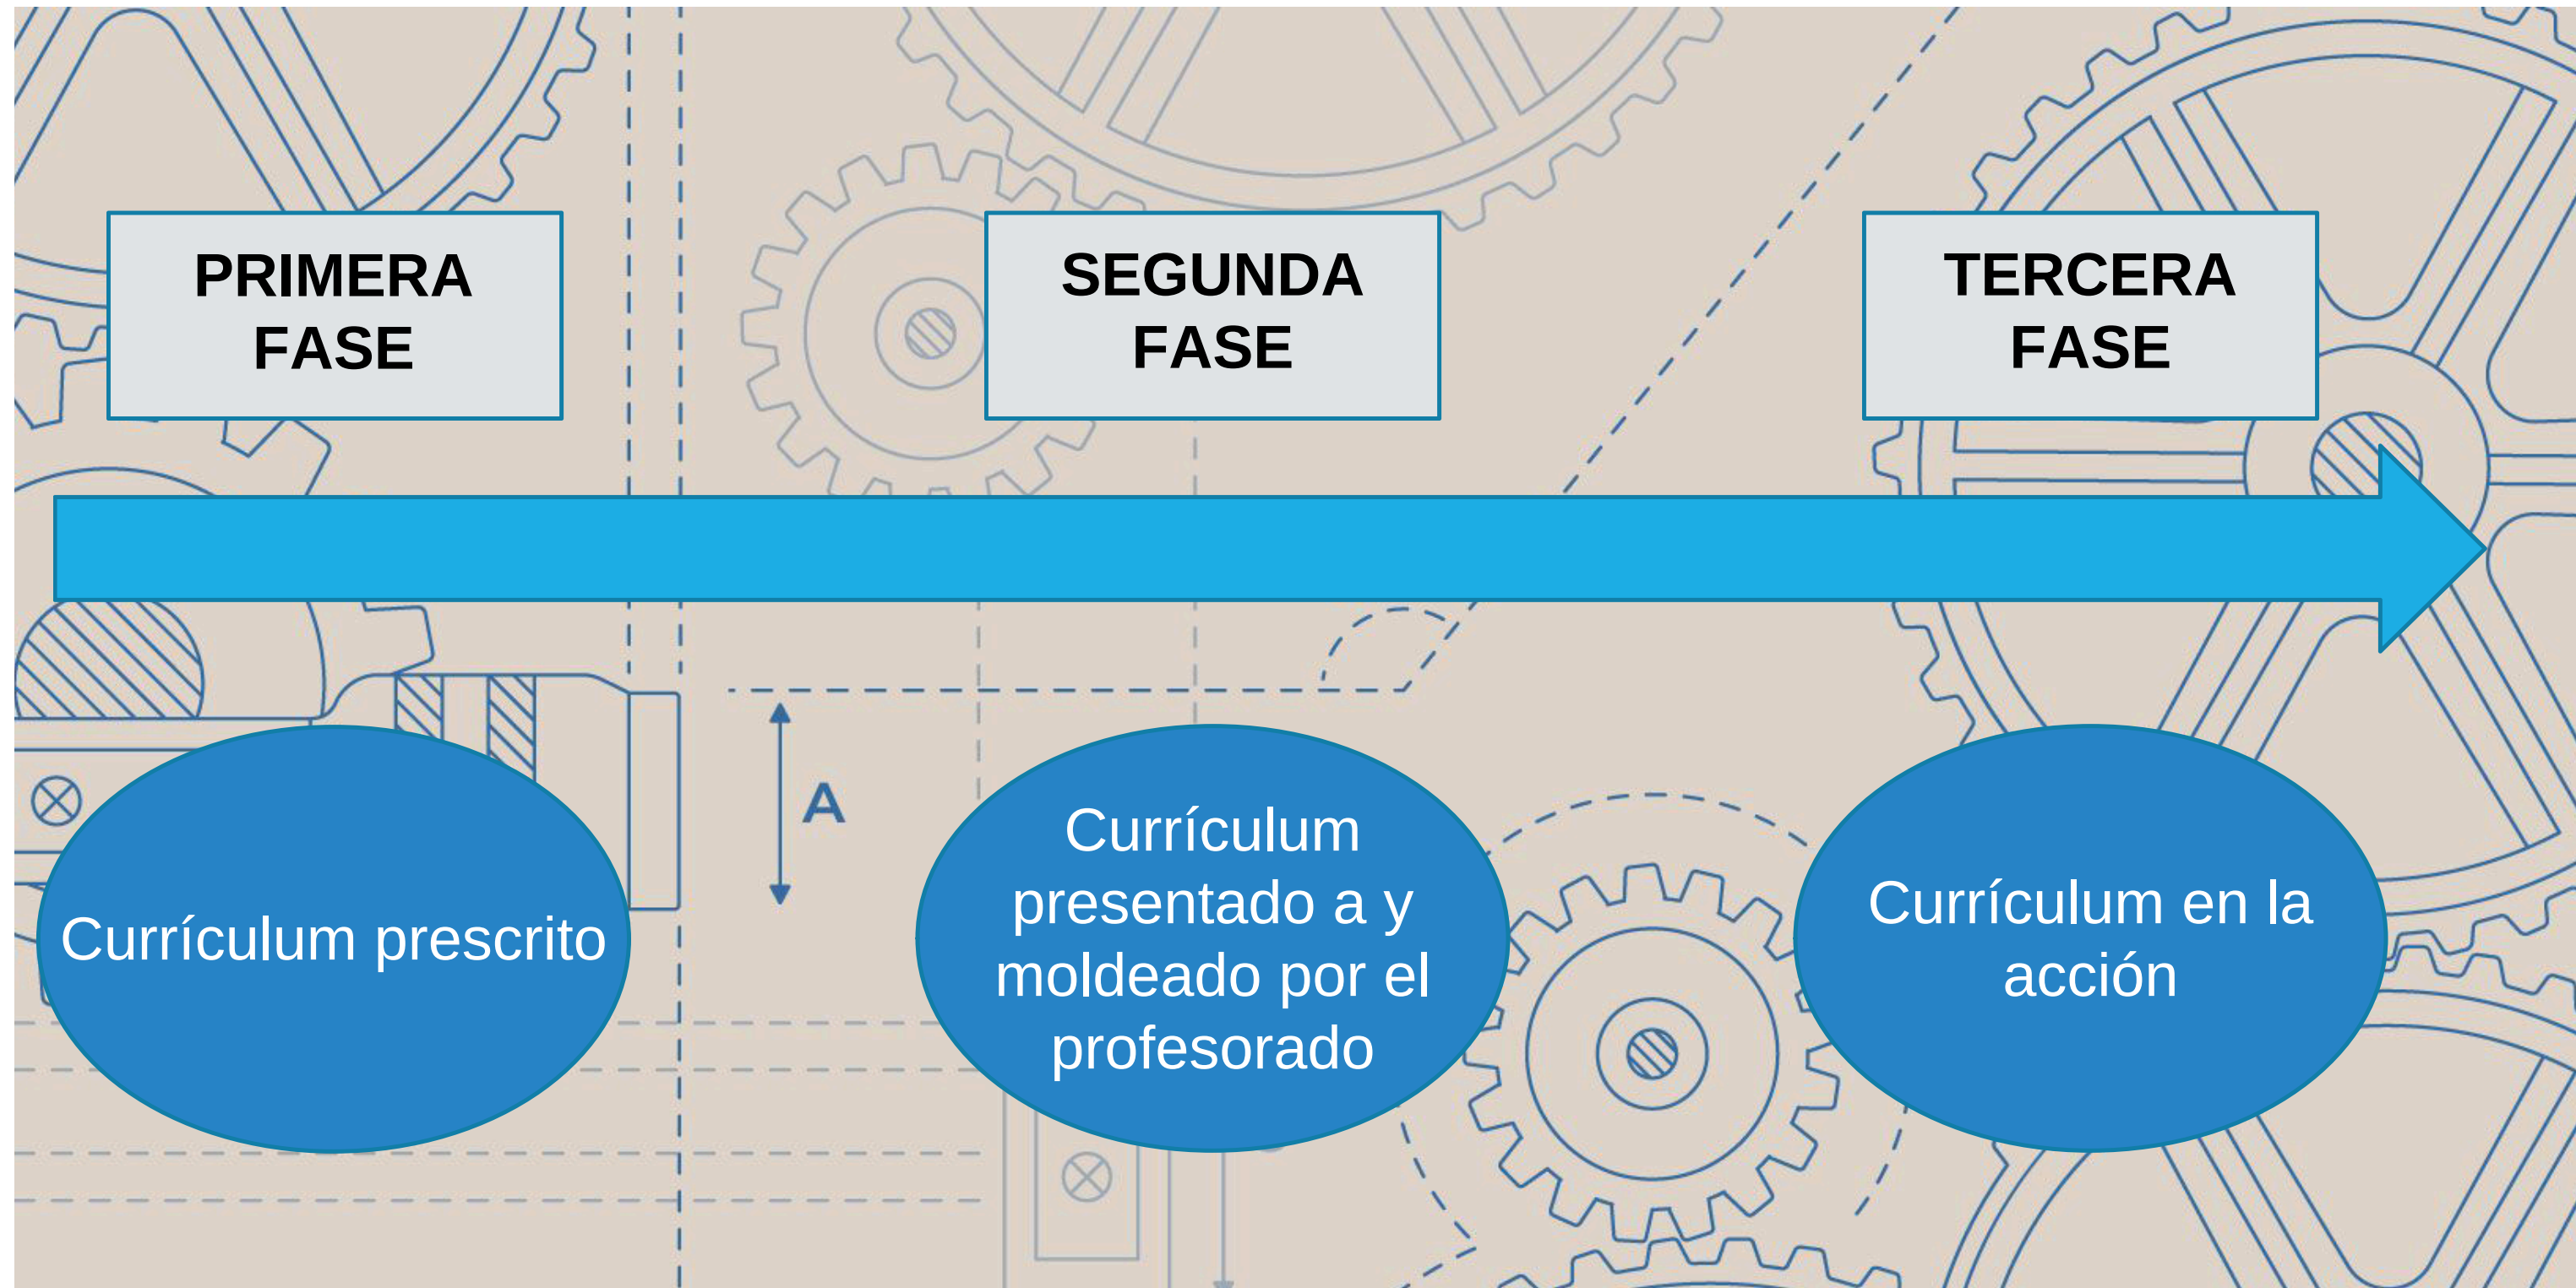 PRIMERA
FASE
SEGUNDA
FASE
TERCERA
FASE
A
Currículum prescrito
Currículum
presentado a y
moldeado por el
profesorado
Currículum en la
acción